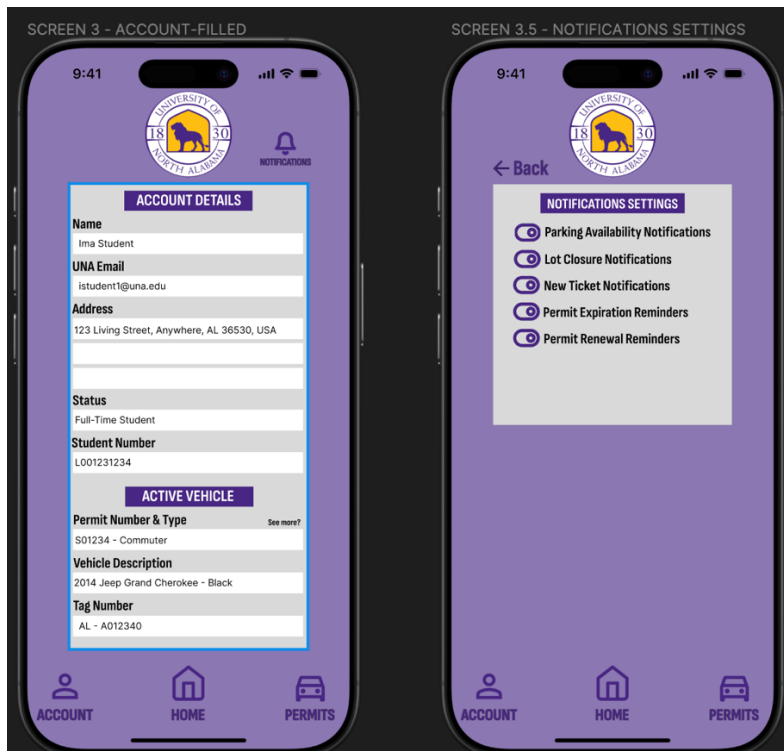 SCREEN 3 - ACCOUNT-FILLED
9:41
UNIVERSITY OF
18 30
NORTH ALABAMA
NOTIFICATIONS
ACCOUNT DETAILS
Name
Ima Student
UNA Email
istudent1@una.edu
Address
123 Living Street, Anywhere, AL 36530, USA
Status
Full-Time Student
Student Number
L001231234
ACTIVE VEHICLE
Permit Number & Type See more?
S01234 - Commuter
Vehicle Description
2014 Jeep Grand Cherokee - Black
Tag Number
AL - A012340
ACCOUNT HOME PERMITS
SCREEN 3.5 - NOTIFICATIONS SETTINGS
9:41
UNIVERSITY OF
18 30
NORTH ALABAMA
Back
NOTIFICATIONS SETTINGS
Parking Availability Notifications
Lot Closure Notifications
New Ticket Notifications
Permit Expiration Reminders
Permit Renewal Reminders
ACCOUNT HOME PERMITS